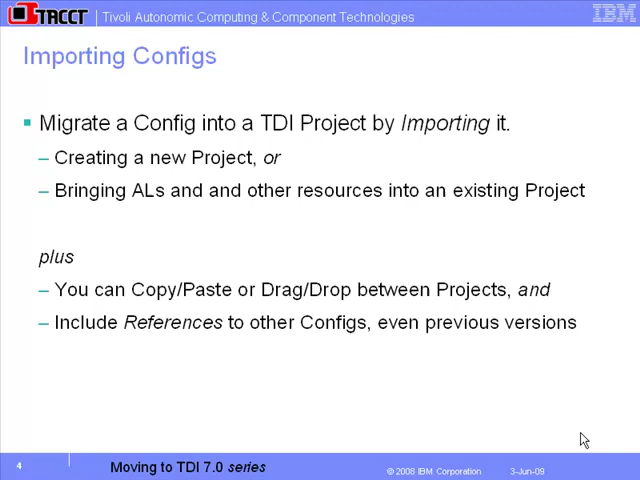 TACCT | Tivoli Autonomic Computing & Component Technologies IBM
Importing Configs
▪ Migrate a Config into a TDI Project by Importing it.
– Creating a new Project, or
– Bringing ALs and and other resources into an existing Project
plus
– You can Copy/Paste or Drag/Drop between Projects, and
– Include References to other Configs, even previous versions
4 Moving to TDI 7.0 series © 2008 IBM Corporation 3-Jun-09